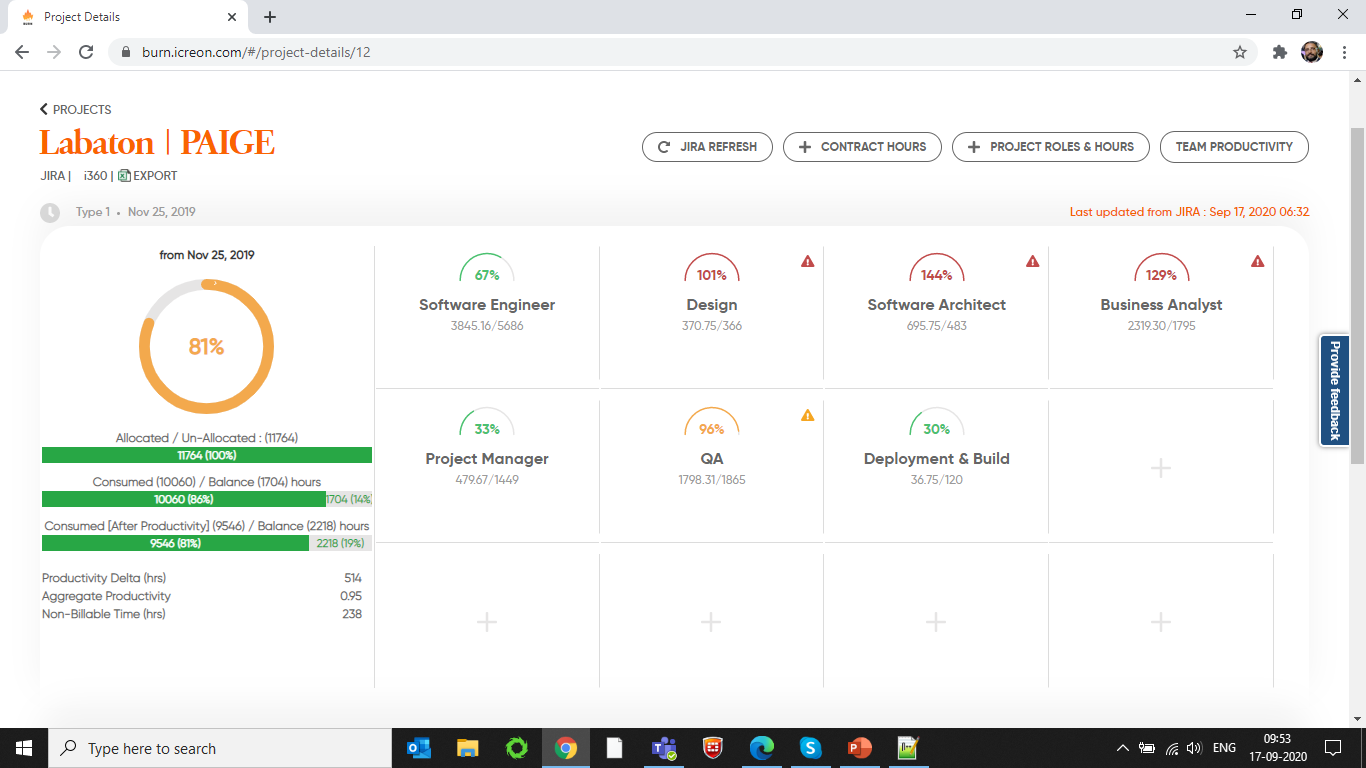 Project Details
burn.icreon.com/#/project-details/12
PROJECTS
Labaton | PAIGE
JIRA | i360 | EXPORT
JIRA REFRESH
CONTRACT HOURS
PROJECT ROLES & HOURS
TEAM PRODUCTIVITY
Type 1 • Nov 25, 2019
Last updated from JIRA : Sep 17, 2020 06:32
from Nov 25, 2019
81%
Allocated / Un-Allocated : (11764)
11764 (100%)
Consumed (10060) / Balance (1704) hours
10060 (86%) 1704 (14%
Consumed [After Productivity] (9546) / Balance (2218) hours
9546 (81%) 2218 (19%)
Productivity Delta (hrs) 514
Aggregate Productivity 0.95
Non-Billable Time (hrs) 238
67%
Software Engineer
3845.16/5686
101%
Design
370.75/366
144%
Software Architect
695.75/483
129%
Business Analyst
2319.30/1795
33%
Project Manager
479.67/1449
96%
QA
1798.31/1865
30%
Deployment & Build
36.75/120
Provide feedback
Type here to search
ENG
09:53
17-09-2020